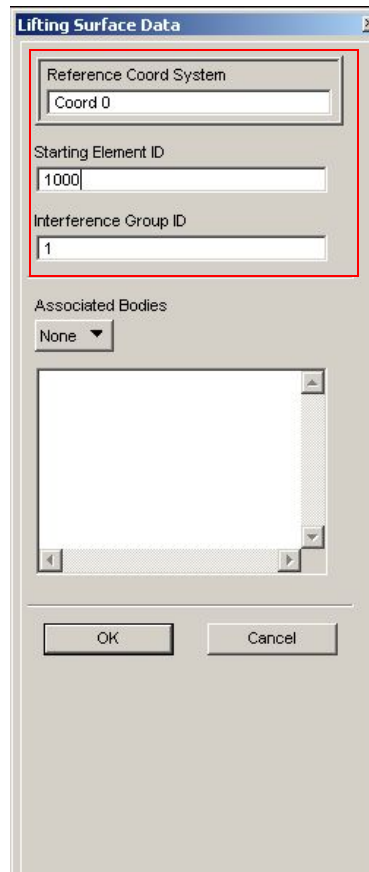 Lifting Surface Data
Reference Coord System
Coord 0
Starting Element ID
1000
Interference Group ID
1
Associated Bodies
None
OK Cancel